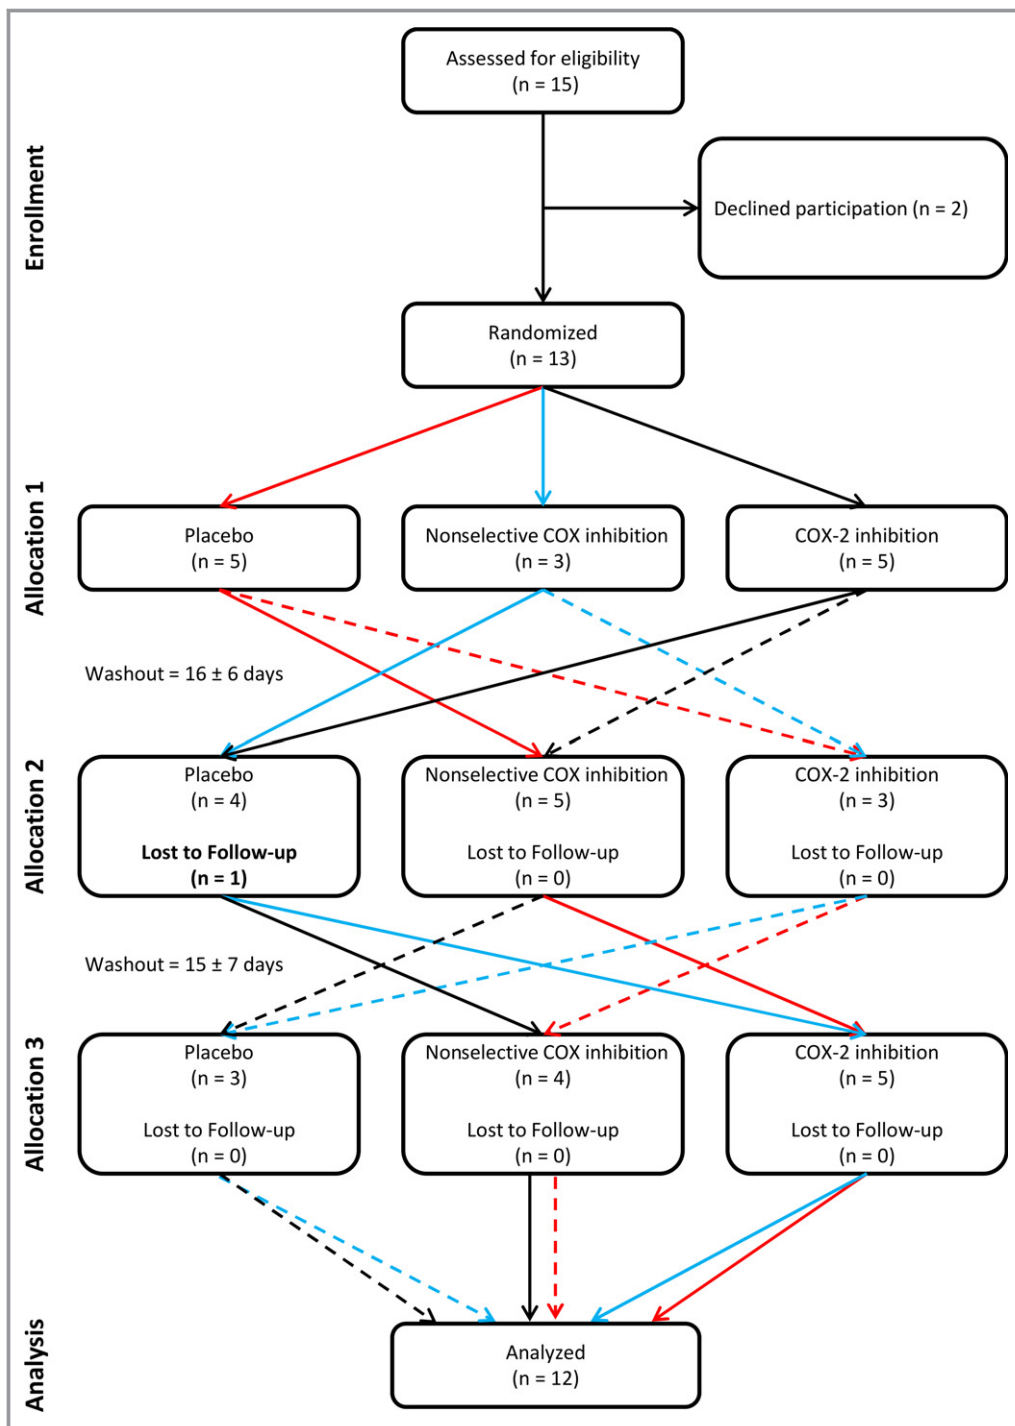 Enrollment
Assessed for eligibility
(n = 15)
Declined participation (n = 2)
Randomized
(n = 13)
Allocation 1
Placebo
(n = 5)
Nonselective COX inhibition
(n = 3)
COX-2 inhibition
(n = 5)
Washout = 16 ± 6 days
Allocation 2
Placebo
(n = 4)
Lost to Follow-up
(n = 1)
Nonselective COX inhibition
(n = 5)
Lost to Follow-up
(n = 0)
COX-2 inhibition
(n = 3)
Lost to Follow-up
(n = 0)
Washout = 15 ± 7 days
Allocation 3
Placebo
(n = 3)
Lost to Follow-up
(n = 0)
Nonselective COX inhibition
(n = 4)
Lost to Follow-up
(n = 0)
COX-2 inhibition
(n = 5)
Lost to Follow-up
(n = 0)
Analysis
Analyzed
(n = 12)